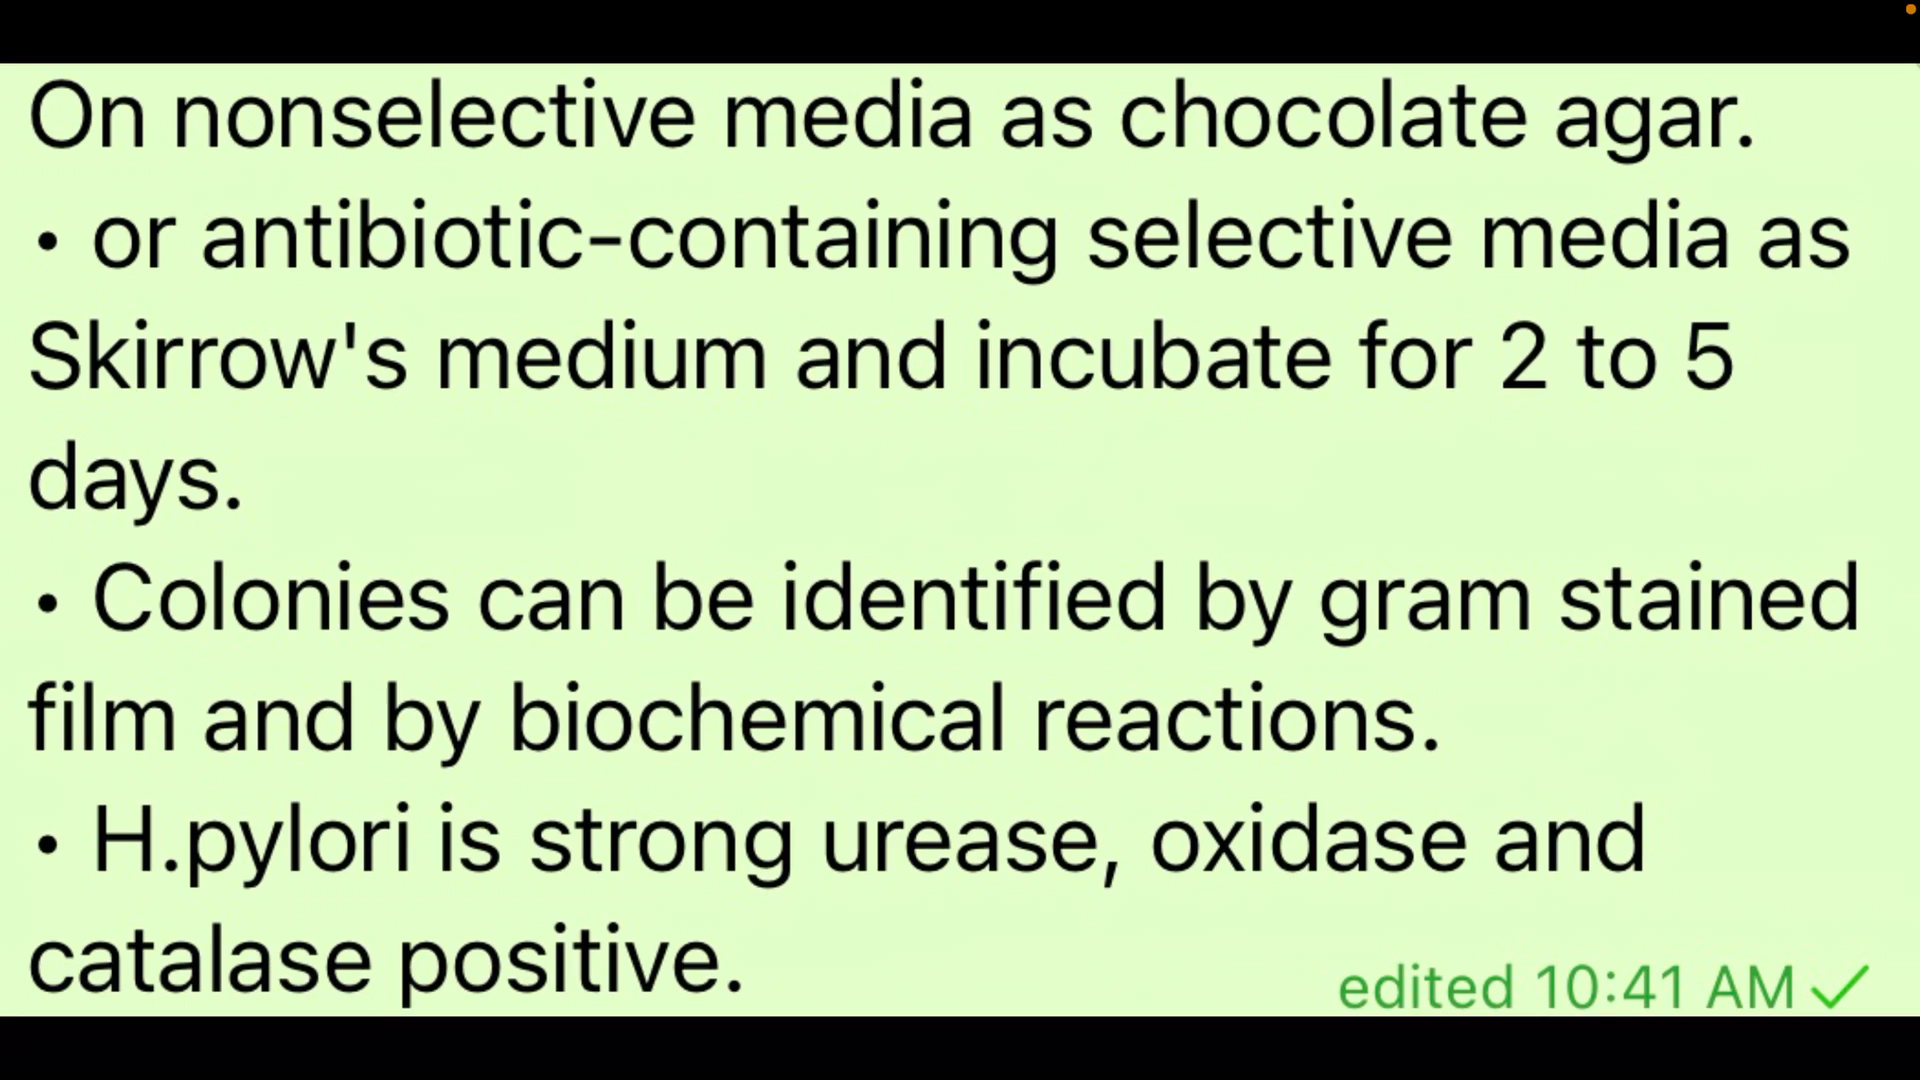 On nonselective media as chocolate agar.
• or antibiotic-containing selective media as
Skirrow's medium and incubate for 2 to 5
days.
• Colonies can be identified by gram stained
film and by biochemical reactions.
• H.pylori is strong urease, oxidase and
catalase positive.
edited 10:41 AM